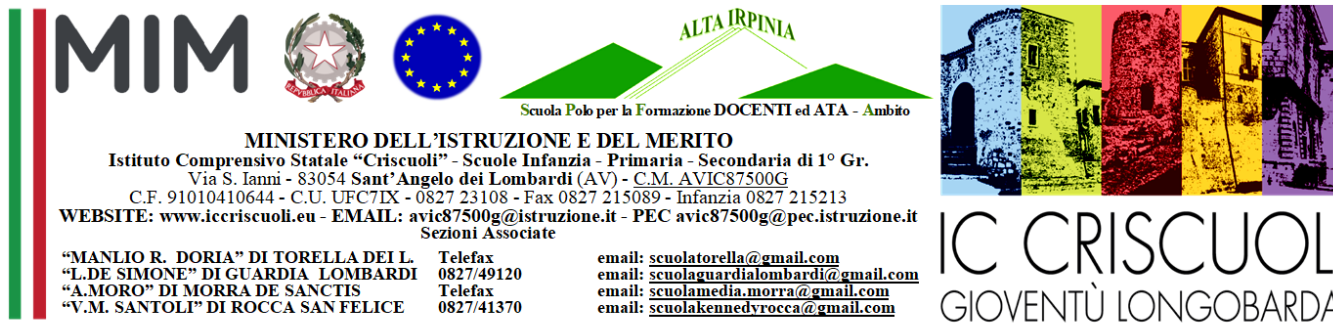 MIM
REPVBBLICA ITALIANA
ALTA IRPINIA
Scuola Polo per la Formazione DOCENTI ed ATA - Ambito
MINISTERO DELL'ISTRUZIONE E DEL MERITO
Istituto Comprensivo Statale “Criscuoli” - Scuole Infanzia - Primaria - Secondaria di 1° Gr.
Via S. Ianni - 83054 Sant'Angelo dei Lombardi (AV) - C.M. AVIC87500G
C.F. 91010410644 - C.U. UFC7IX - 0827 23108 - Fax 0827 215089 - Infanzia 0827 215213
WEBSITE: www.iccriscuoli.eu - EMAIL: avic87500g@istruzione.it - PEC avic87500g@pec.istruzione.it
Sezioni Associate
“MANLIO R. DORIA” DI TORELLA DEI L. Telefax email: scuolatorella@gmail.com
“L.DE SIMONE” DI GUARDIA LOMBARDI 0827/49120 email: scuolaguardialombardi@gmail.com
“A.MORO” DI MORRA DE SANCTIS Telefax email: scuolamedia.morra@gmail.com
“V.M. SANTOLI” DI ROCCA SAN FELICE 0827/41370 email: scuolakennedyrocca@gmail.com
IC CRISCUOL
GIOVENTÙ LONGOBARDA